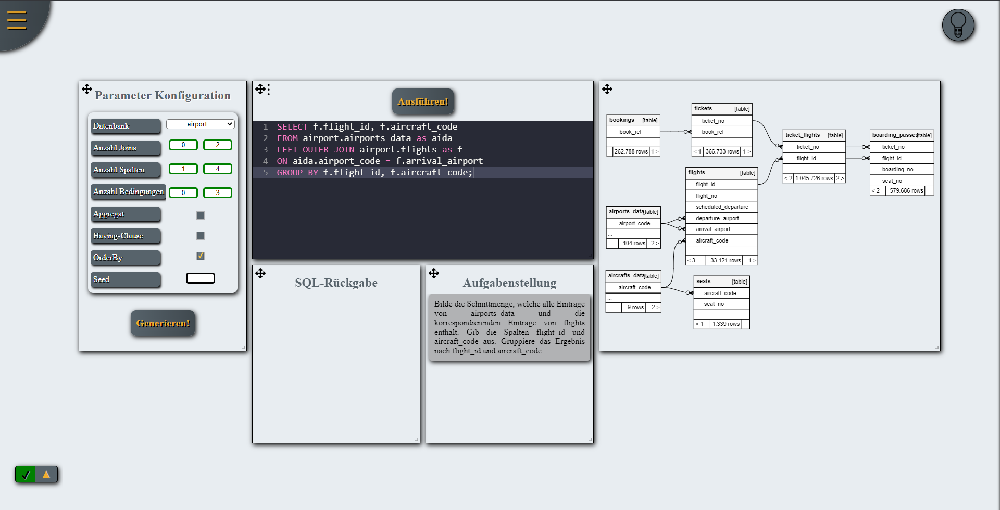 Parameter Konfiguration
Datenbank
airport
Anzahl Joins
0
2
Anzahl Spalten
1
4
Anzahl Bedingungen
0
3
Aggregat
Having-Clause
OrderBy
Seed
Generieren!
Ausführen!
1 SELECT f.flight_id, f.aircraft_code
2 FROM airport.airports_data as aida
3 LEFT OUTER JOIN airport.flights as f
4 ON aida.airport_code = f.arrival_airport
5 GROUP BY f.flight_id, f.aircraft_code;
SQL-Rückgabe
Aufgabenstellung
Bilde die Schnittmenge, welche alle Einträge
von airports_data und die
korrespondierenden Einträge von flights
enthält. Gib die Spalten flight_id und
aircraft_code aus. Gruppiere das Ergebnis
nach flight_id und aircraft_code.
bookings [table]
book_ref
...
262.788 rows 1 >
tickets [table]
ticket_no
book_ref
...
< 1 366.733 rows 1 >
ticket_flights [table]
ticket_no
flight_id
...
< 2 1.045.726 rows 2 >
boarding_passes [table]
ticket_no
flight_id
boarding_no
seat_no
< 2 579.686 rows
flights [table]
flight_id
flight_no
scheduled_departure
departure_airport
arrival_airport
aircraft_code
...
< 3 33.121 rows 1 >
airports_data [table]
airport_code
...
104 rows 2 >
aircrafts_data [table]
aircraft_code
...
9 rows 2 >
seats [table]
aircraft_code
seat_no
...
< 1 1.339 rows